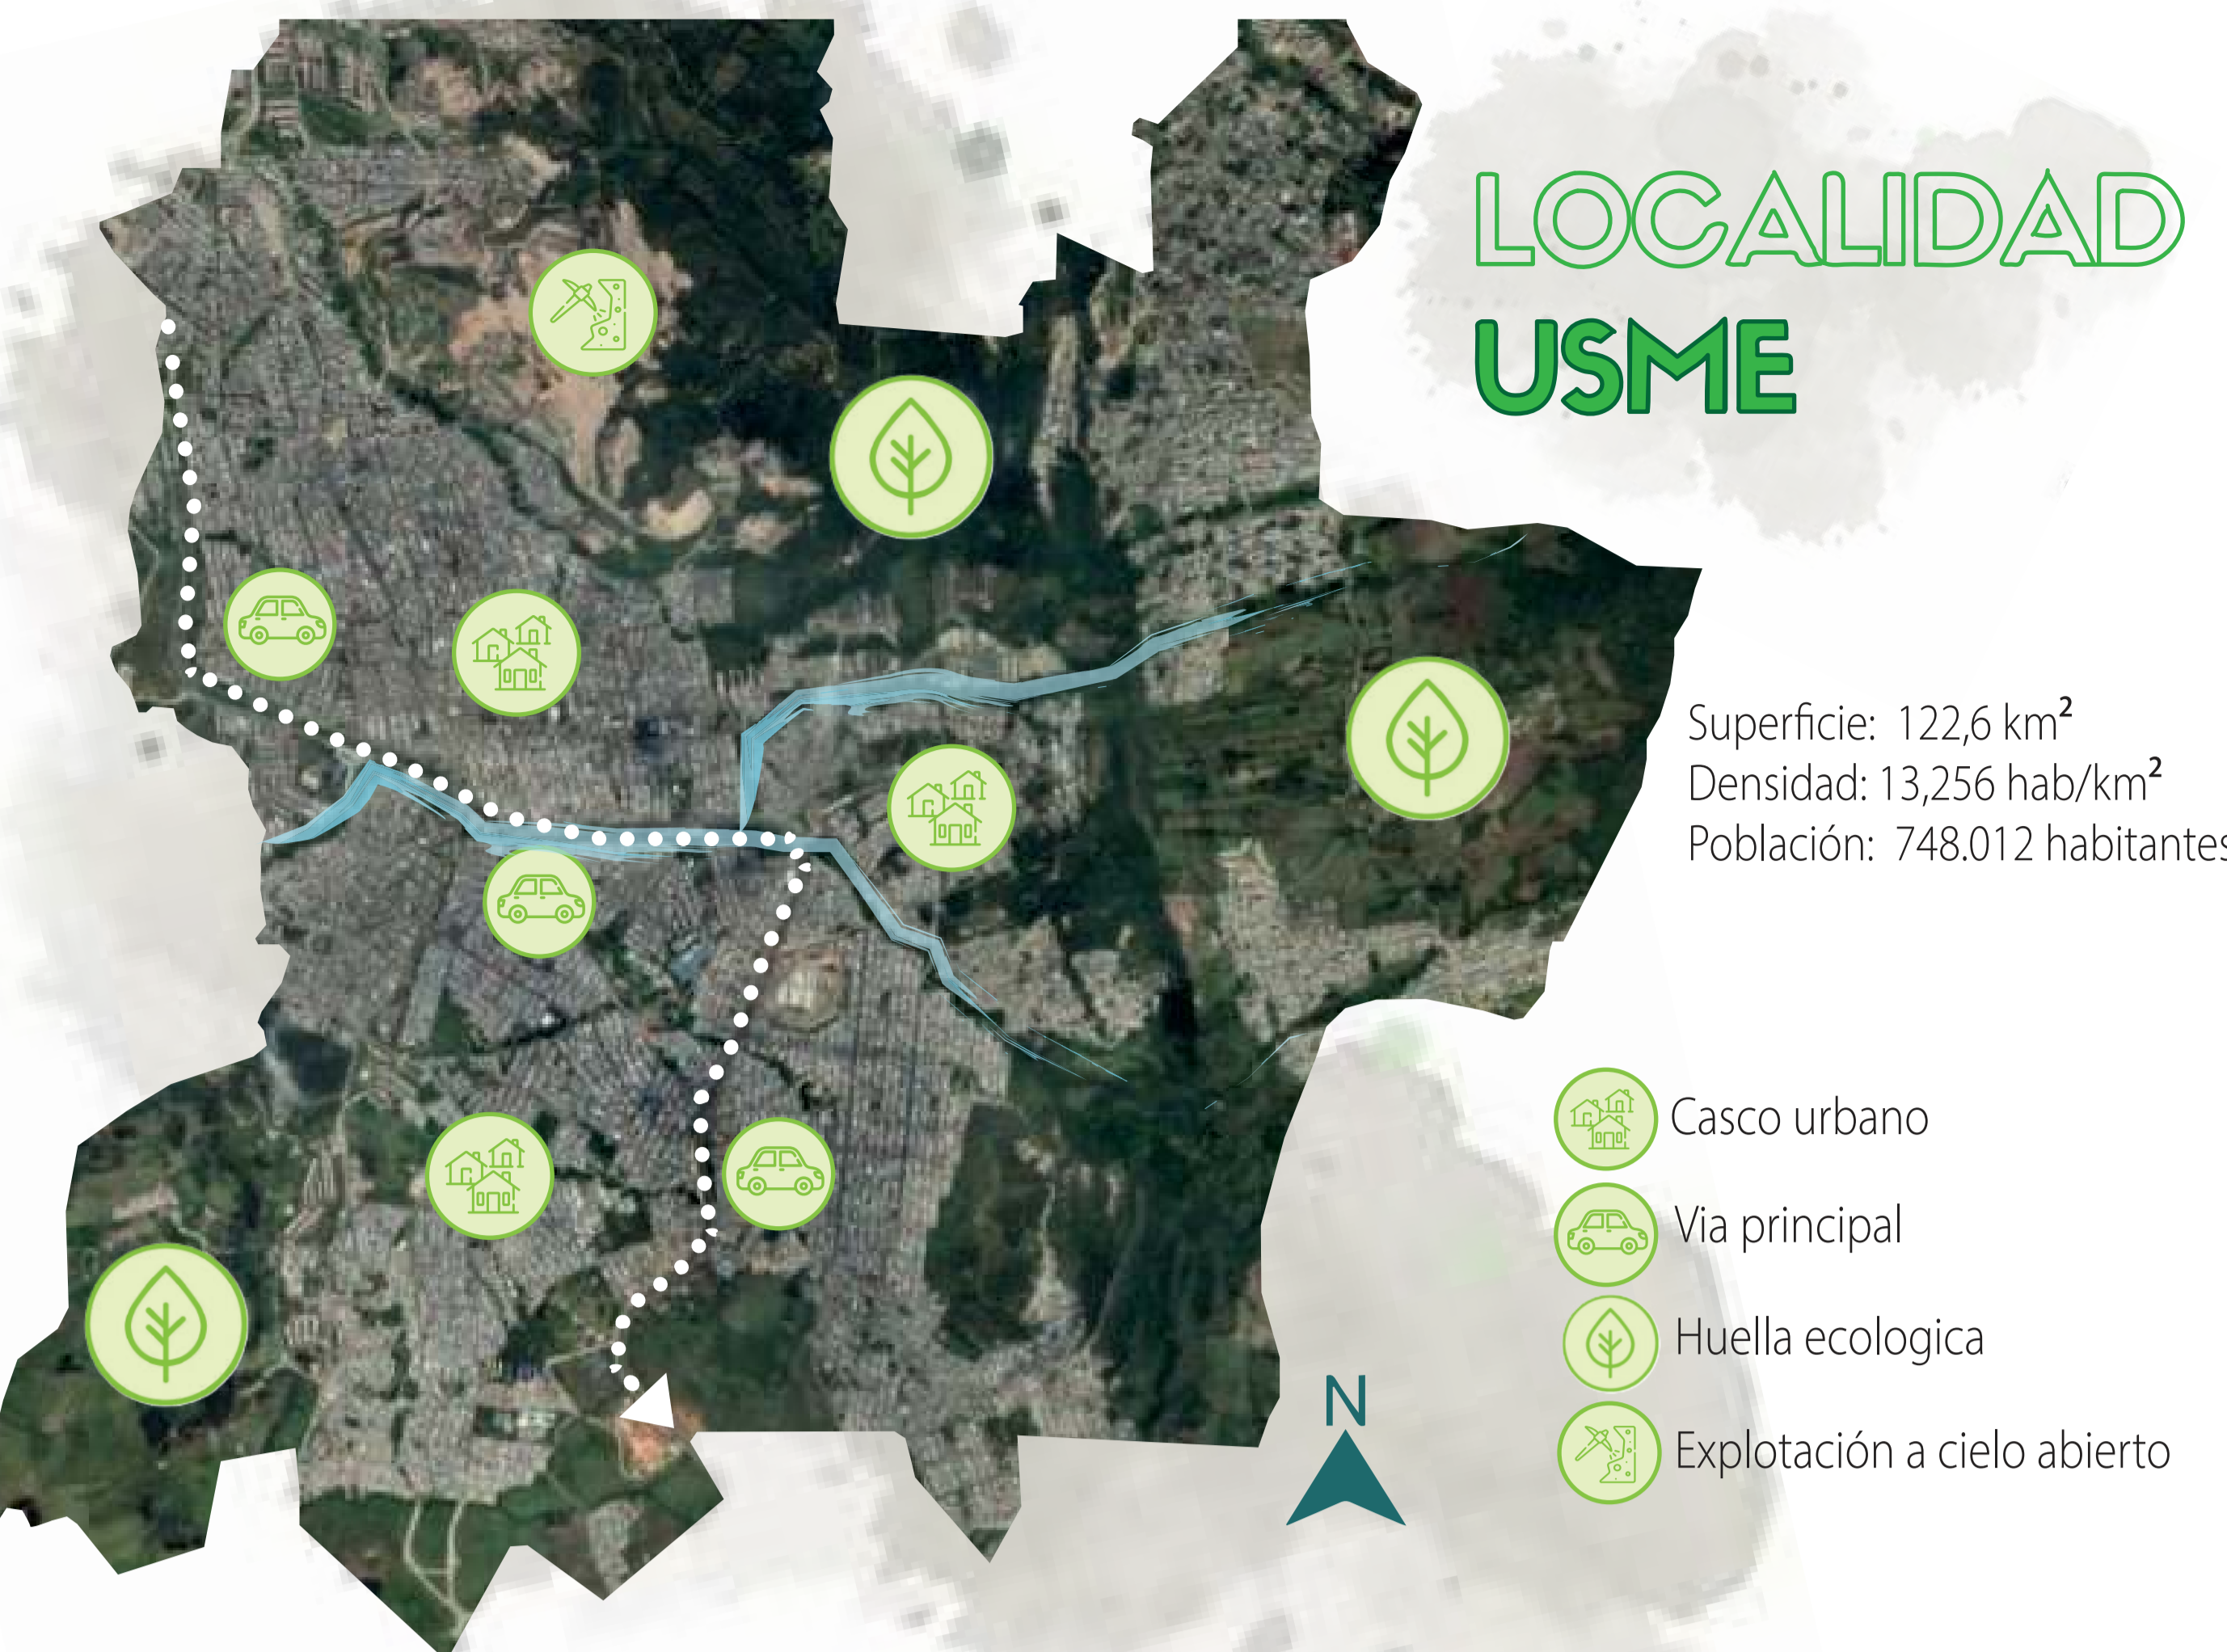 LOCALIDAD
USME
Superficie: 122,6 km²
Densidad: 13,256 hab/km²
Población: 748.012 habitantes
Casco urbano
Via principal
Huella ecologica
Explotación a cielo abierto
N